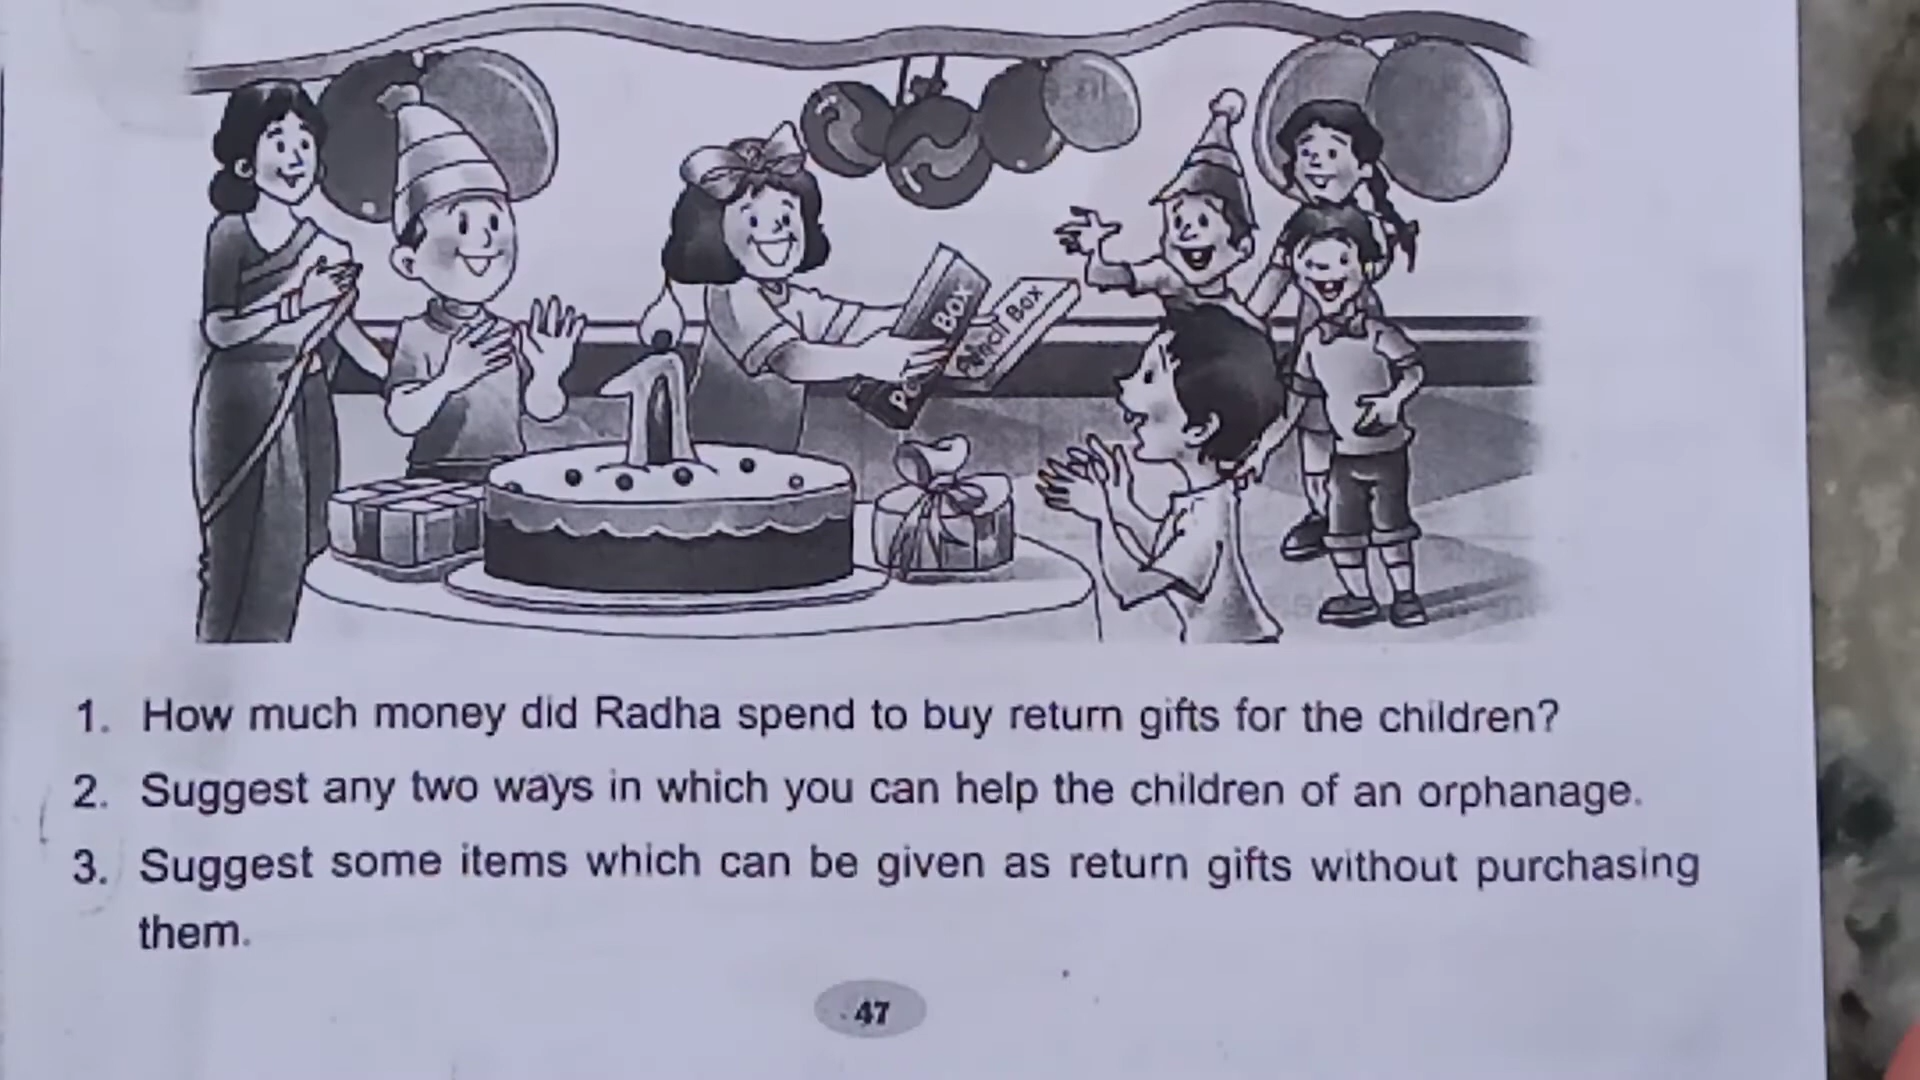 BOX
Pencil Box
1
1. How much money did Radha spend to buy return gifts for the children?
2. Suggest any two ways in which you can help the children of an orphanage.
3. Suggest some items which can be given as return gifts without purchasing
them.
47